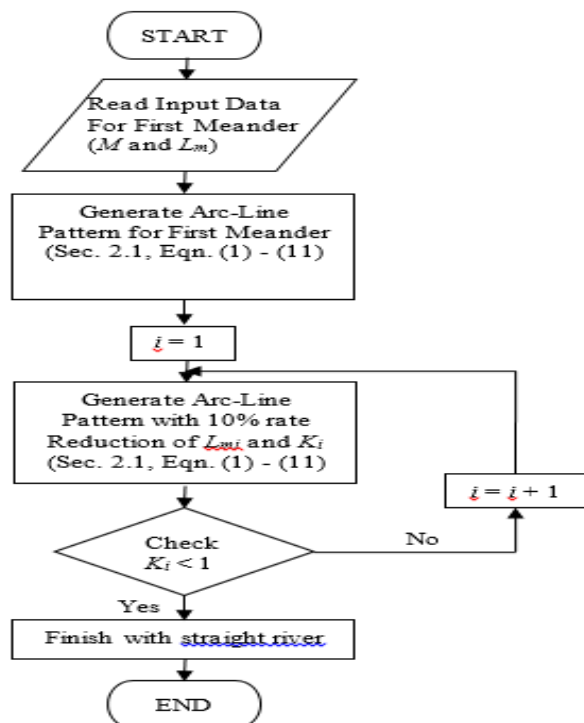 START
Read Input Data
For First Meander
(M and Lm)
Generate Arc-Line
Pattern for First Meander
(Sec. 2.1, Eqn. (1) - (11)
i = 1
Generate Arc-Line
Pattern with 10% rate
Reduction of Lmi and Ki
(Sec. 2.1, Eqn. (1) - (11)
i = i + 1
Check
Ki < 1
No
Yes
Finish with straight river
END